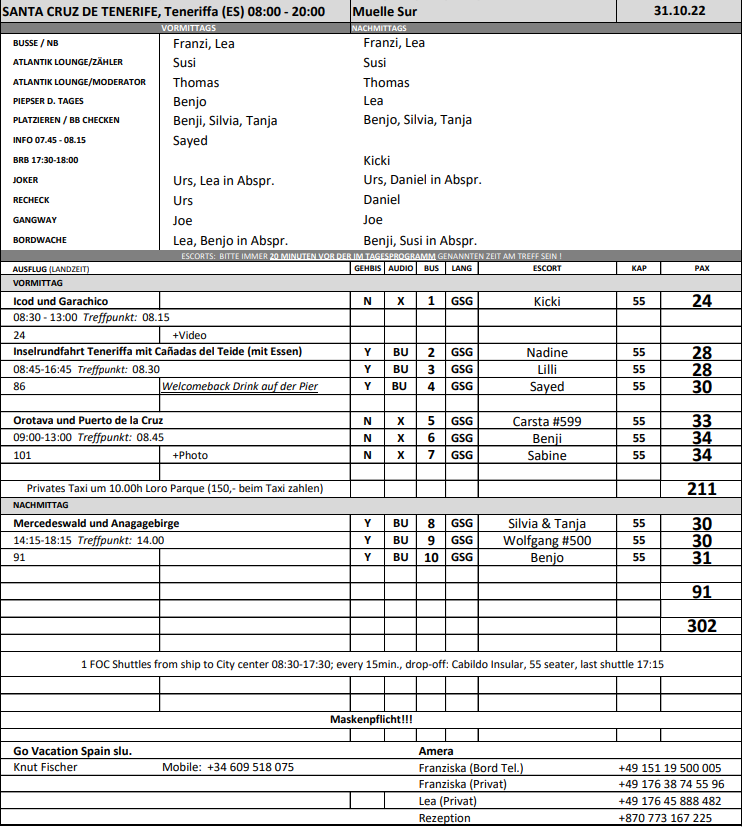 SANTA CRUZ DE TENERIFE, Teneriffa (ES) 08:00 - 20:00 Muelle Sur 31.10.22
VORMITTAGS NACHMITTAGS
BUSSE / NB Franzi, Lea Franzi, Lea
ATLANTIK LOUNGE/ZÄHLER Susi Susi
ATLANTIK LOUNGE/MODERATOR Thomas Thomas
PIEPSER D. TAGES Benjo Lea
PLATZIEREN / BB CHECKEN Benji, Silvia, Tanja Benjo, Silvia, Tanja
INFO 07.45 - 08.15 Sayed
BRB 17:30-18:00 Kicki
JOKER Urs, Lea in Abspr. Urs, Daniel in Abspr.
RECHECK Urs Daniel
GANGWAY Joe Joe
BORDWACHE Lea, Benjo in Abspr. Benji, Susi in Abspr.
ESCORTS: BITTE IMMER 20 MINUTEN VOR DER IM TAGESPROGRAMM GENANNTEN ZEIT AM TREFF SEIN !
AUSFLUG (LANDZEIT) GEHBIS AUDIO BUS LANG ESCORT KAP PAX
VORMITTAG
Icod und Garachico N X 1 GSG Kicki 55 24
08:30 - 13:00 Treffpunkt: 08.15
24 +Video
Inselrundfahrt Teneriffa mit Cañadas del Teide (mit Essen) Y BU 2 GSG Nadine 55 28
08:45-16:45 Treffpunkt: 08.30 Y BU 3 GSG Lilli 55 28
86 Welcomeback Drink auf der Pier Y BU 4 GSG Sayed 55 30
Orotava und Puerto de la Cruz N X 5 GSG Carsta #599 55 33
09:00-13:00 Treffpunkt: 08.45 N X 6 GSG Benji 55 34
101 +Photo N X 7 GSG Sabine 55 34
Privates Taxi um 10.00h Loro Parque (150,- beim Taxi zahlen) 211
NACHMITTAG
Mercedeswald und Anagagebirge Y BU 8 GSG Silvia & Tanja 55 30
14:15-18:15 Treffpunkt: 14.00 Y BU 9 GSG Wolfgang #500 55 30
91 Y BU 10 GSG Benjo 55 31
91
302
1 FOC Shuttles from ship to City center 08:30-17:30; every 15min., drop-off: Cabildo Insular, 55 seater, last shuttle 17:15
Maskenpflicht!!!
Go Vacation Spain slu. Amera
Knut Fischer Mobile: +34 609 518 075 Franziska (Bord Tel.) +49 151 19 500 005
Franziska (Privat) +49 176 38 74 55 96
Lea (Privat) +49 176 45 888 482
Rezeption +870 773 167 225